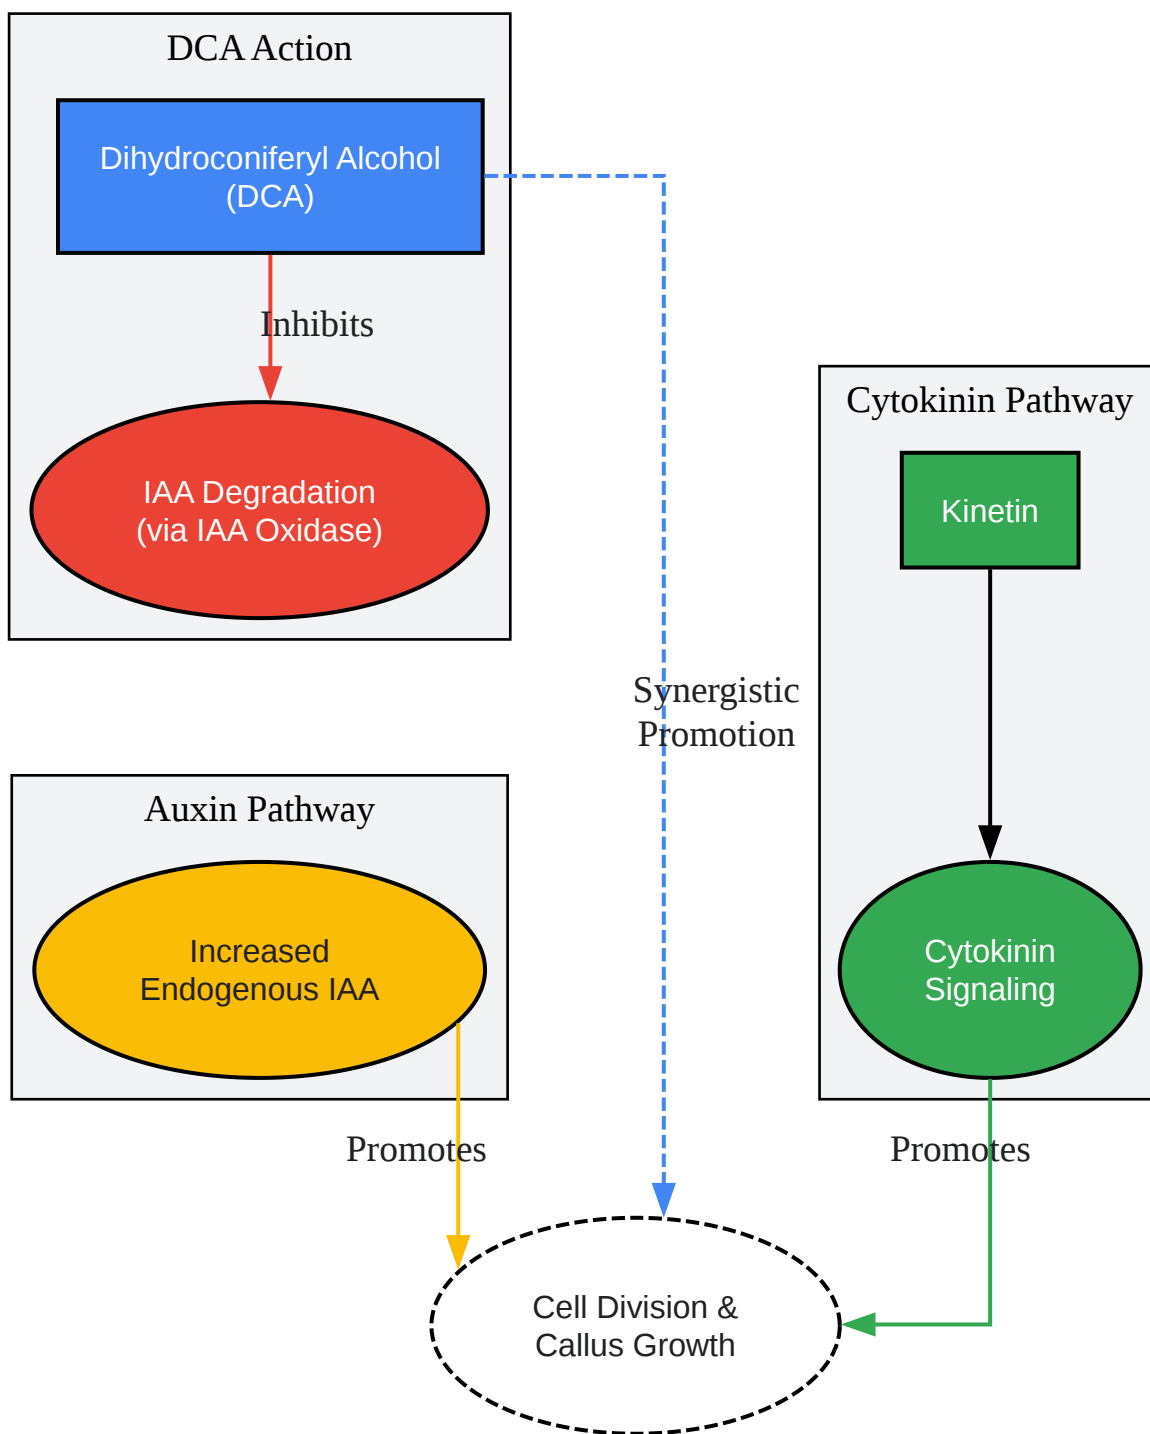 DCA Action
Dihydroconiferyl Alcohol
(DCA)
Inhibits
IAA Degradation
(via IAA Oxidase)
Cytokinin Pathway
Kinetin
Synergistic
Promotion
Auxin Pathway
Increased
Endogenous IAA
Cytokinin
Signaling
Promotes
Promotes
Cell Division &
Callus Growth